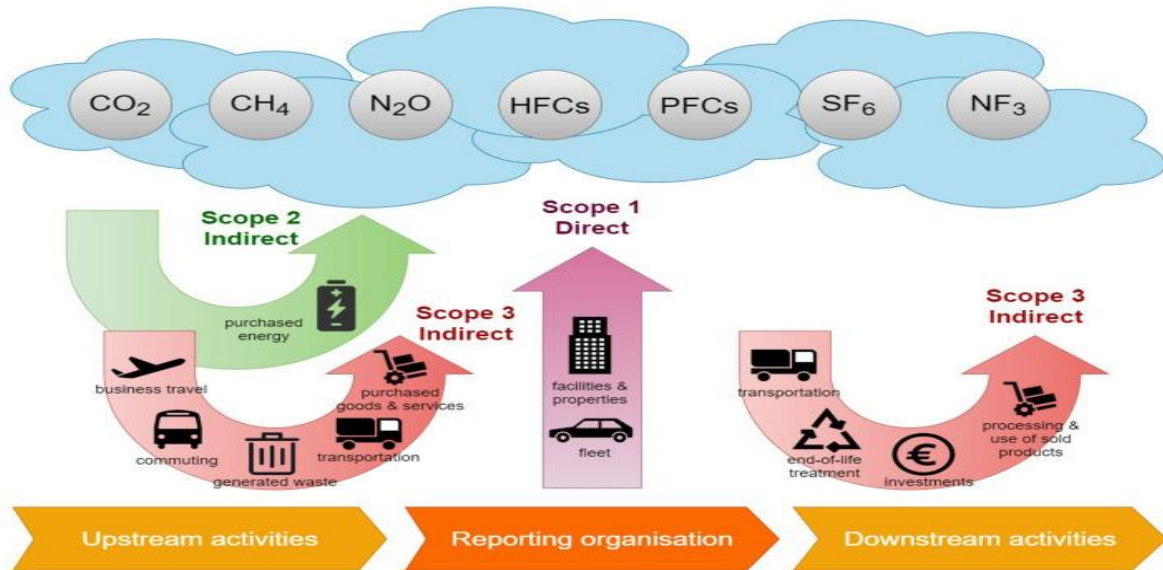 CO₂
CH₄
N₂O
HFCs
PFCs
SF₆
NF₃
Scope 2
Indirect
purchased
energy
Scope 3
Indirect
business travel
commuting
generated waste
transportation
purchased
goods & services
Scope 1
Direct
facilities &
properties
fleet
Scope 3
Indirect
transportation
end-of-life
treatment
investments
processing &
use of sold
products
Upstream activities
Reporting organisation
Downstream activities